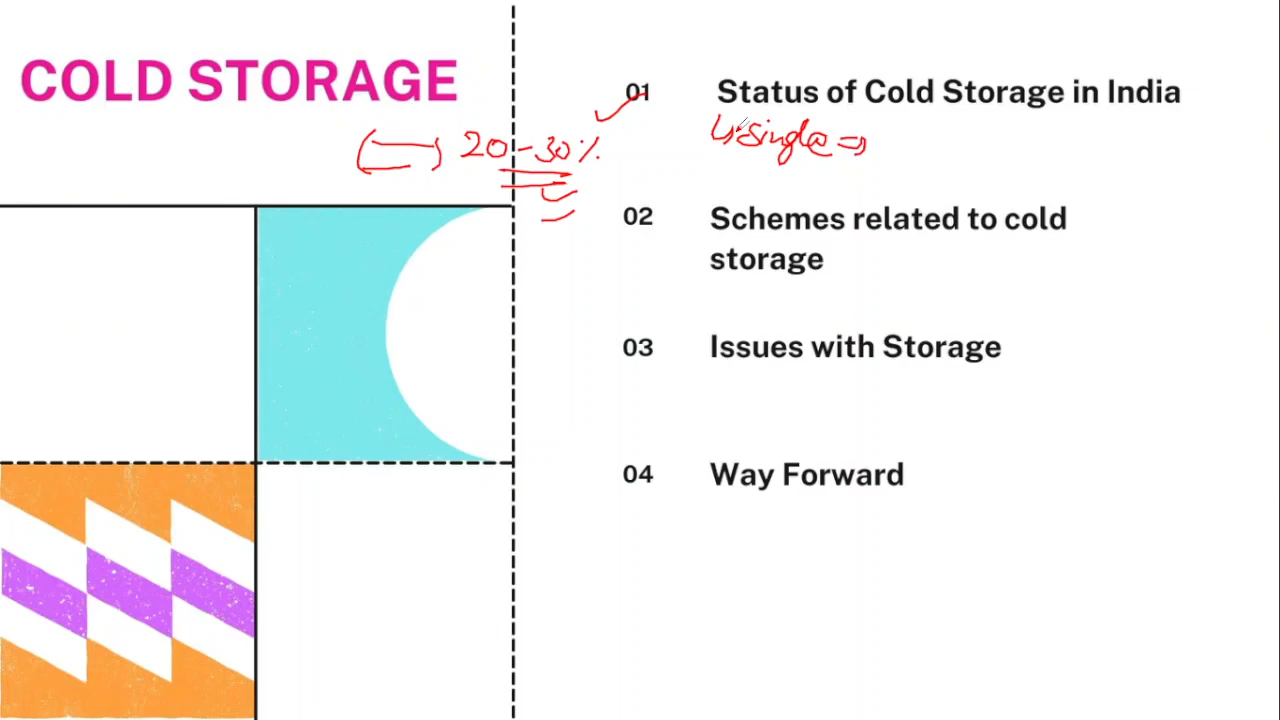 COLD STORAGE
01 Status of Cold Storage in India
20-30%
↳ single ⇒
02 Schemes related to cold
storage
03 Issues with Storage
04 Way Forward